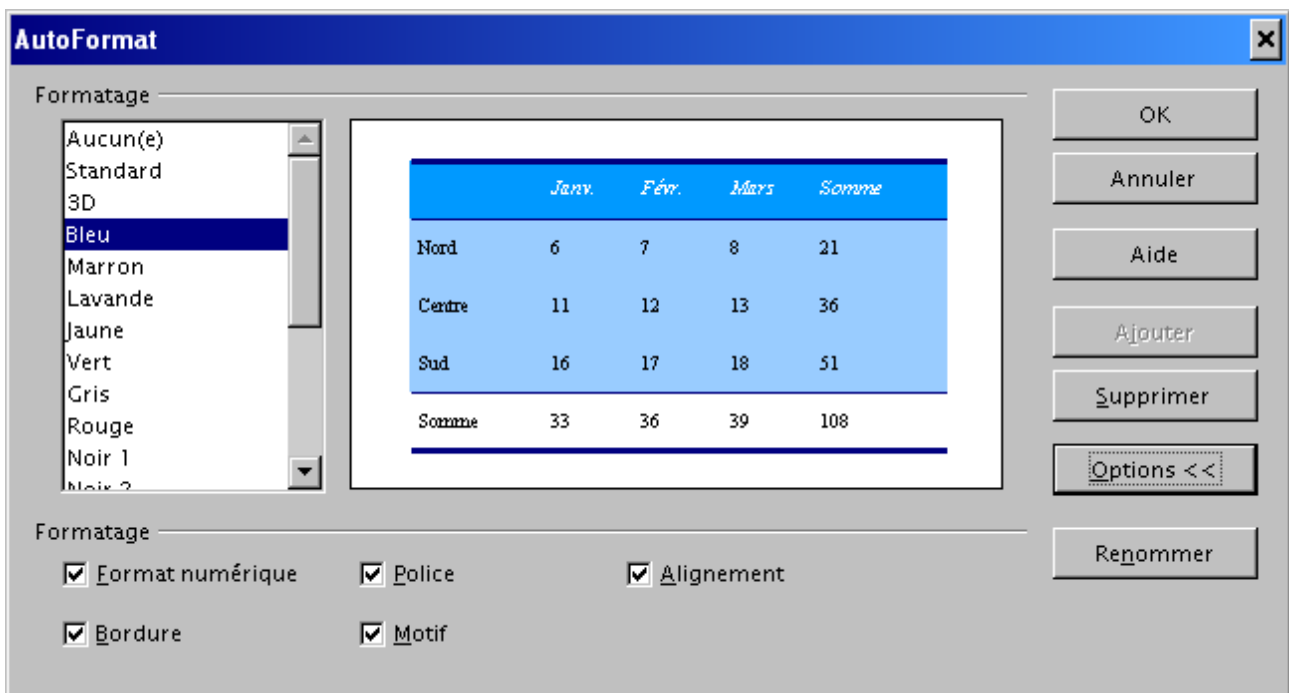 AutoFormat
Formatage
Aucun(e)
Standard
3D
Bleu
Marron
Lavande
Jaune
Vert
Gris
Rouge
Noir 1
Noir 2
Janv. Févr. Mars Somme
Nord 6 7 8 21
Centre 11 12 13 36
Sud 16 17 18 51
Somme 33 36 39 108
OK
Annuler
Aide
Ajouter
Supprimer
Options <<
Renommer
Formatage
Format numérique Police Alignement
Bordure Motif